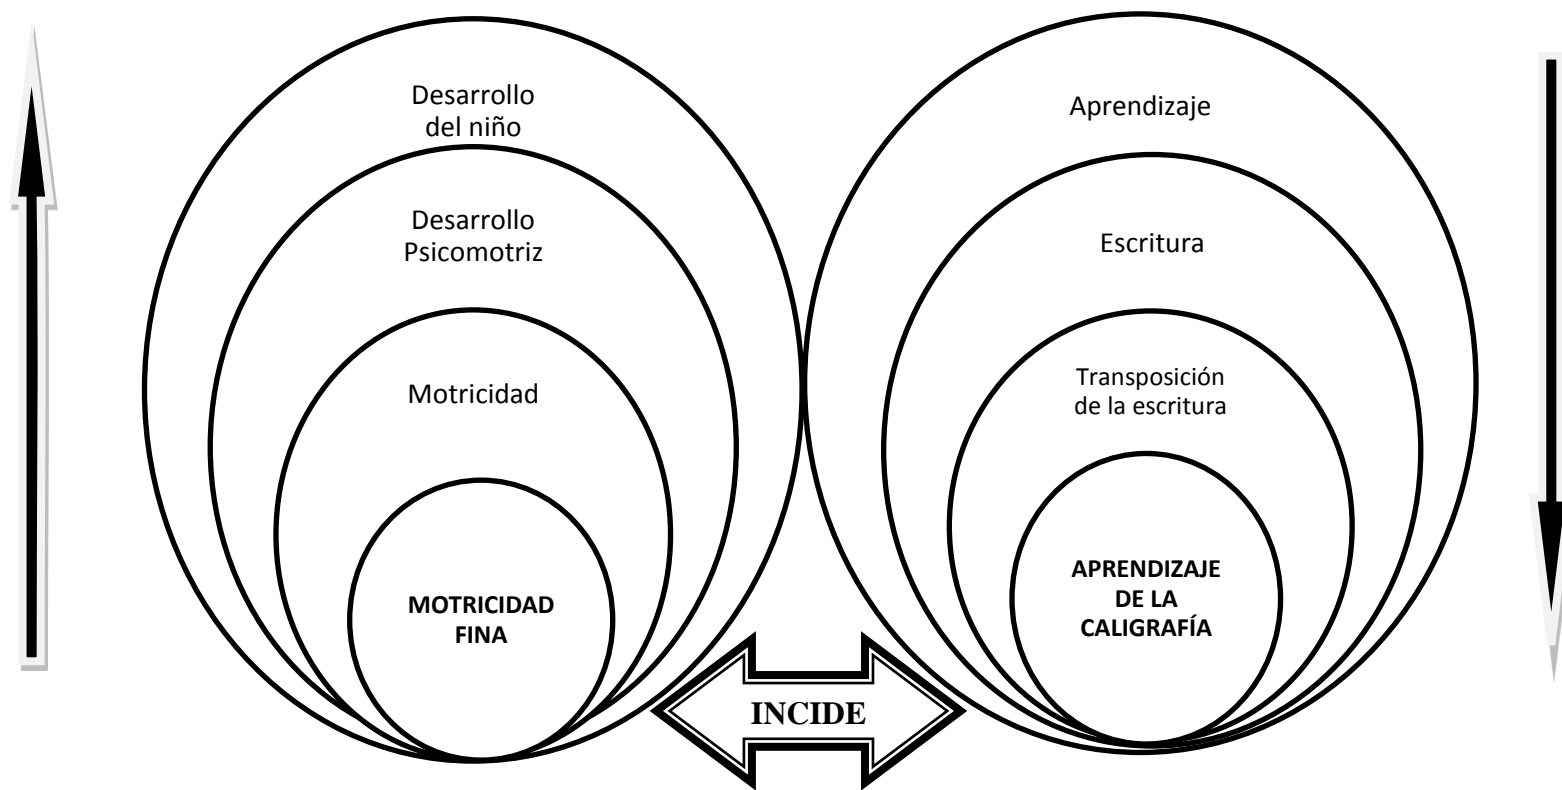 Desarrollo
del niño
Desarrollo
Psicomotriz
Motricidad
MOTRICIDAD
FINA
Aprendizaje
Escritura
Transposición
de la escritura
APRENDIZAJE
DE LA
CALIGRAFÍA
INCIDE